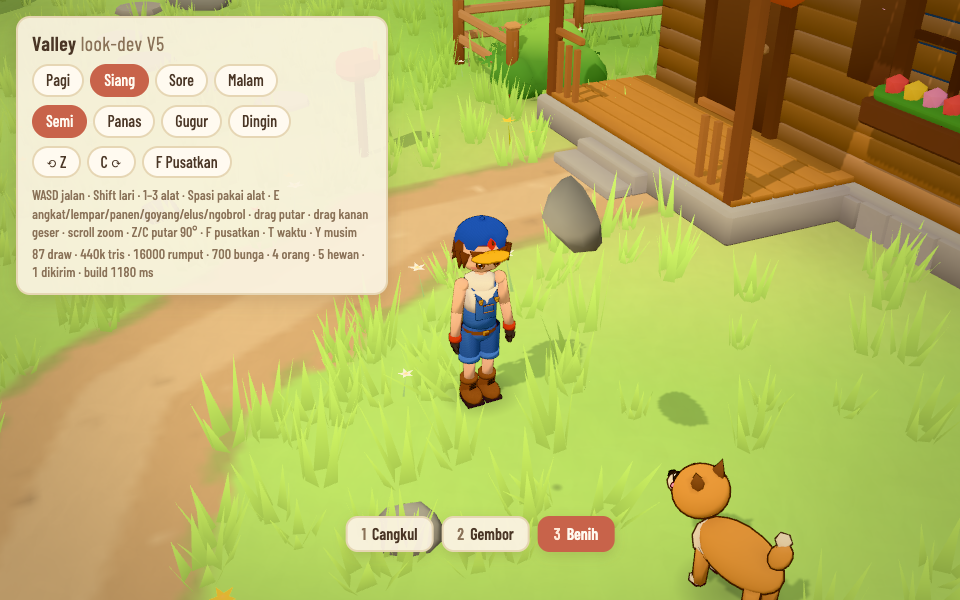 Valley look-dev V5
Pagi Siang Sore Malam
Semi Panas Gugur Dingin
⟲ Z C ⟳ F Pusatkan
WASD jalan · Shift lari · 1–3 alat · Spasi pakai alat · E
angkat/lempar/panen/goyang/elus/ngobrol · drag putar · drag kanan
geser · scroll zoom · Z/C putar 90° · F pusatkan · T waktu · Y musim
87 draw · 440k tris · 16000 rumput · 700 bunga · 4 orang · 5 hewan ·
1 dikirim · build 1180 ms
1 Cangkul 2 Gembor 3 Benih